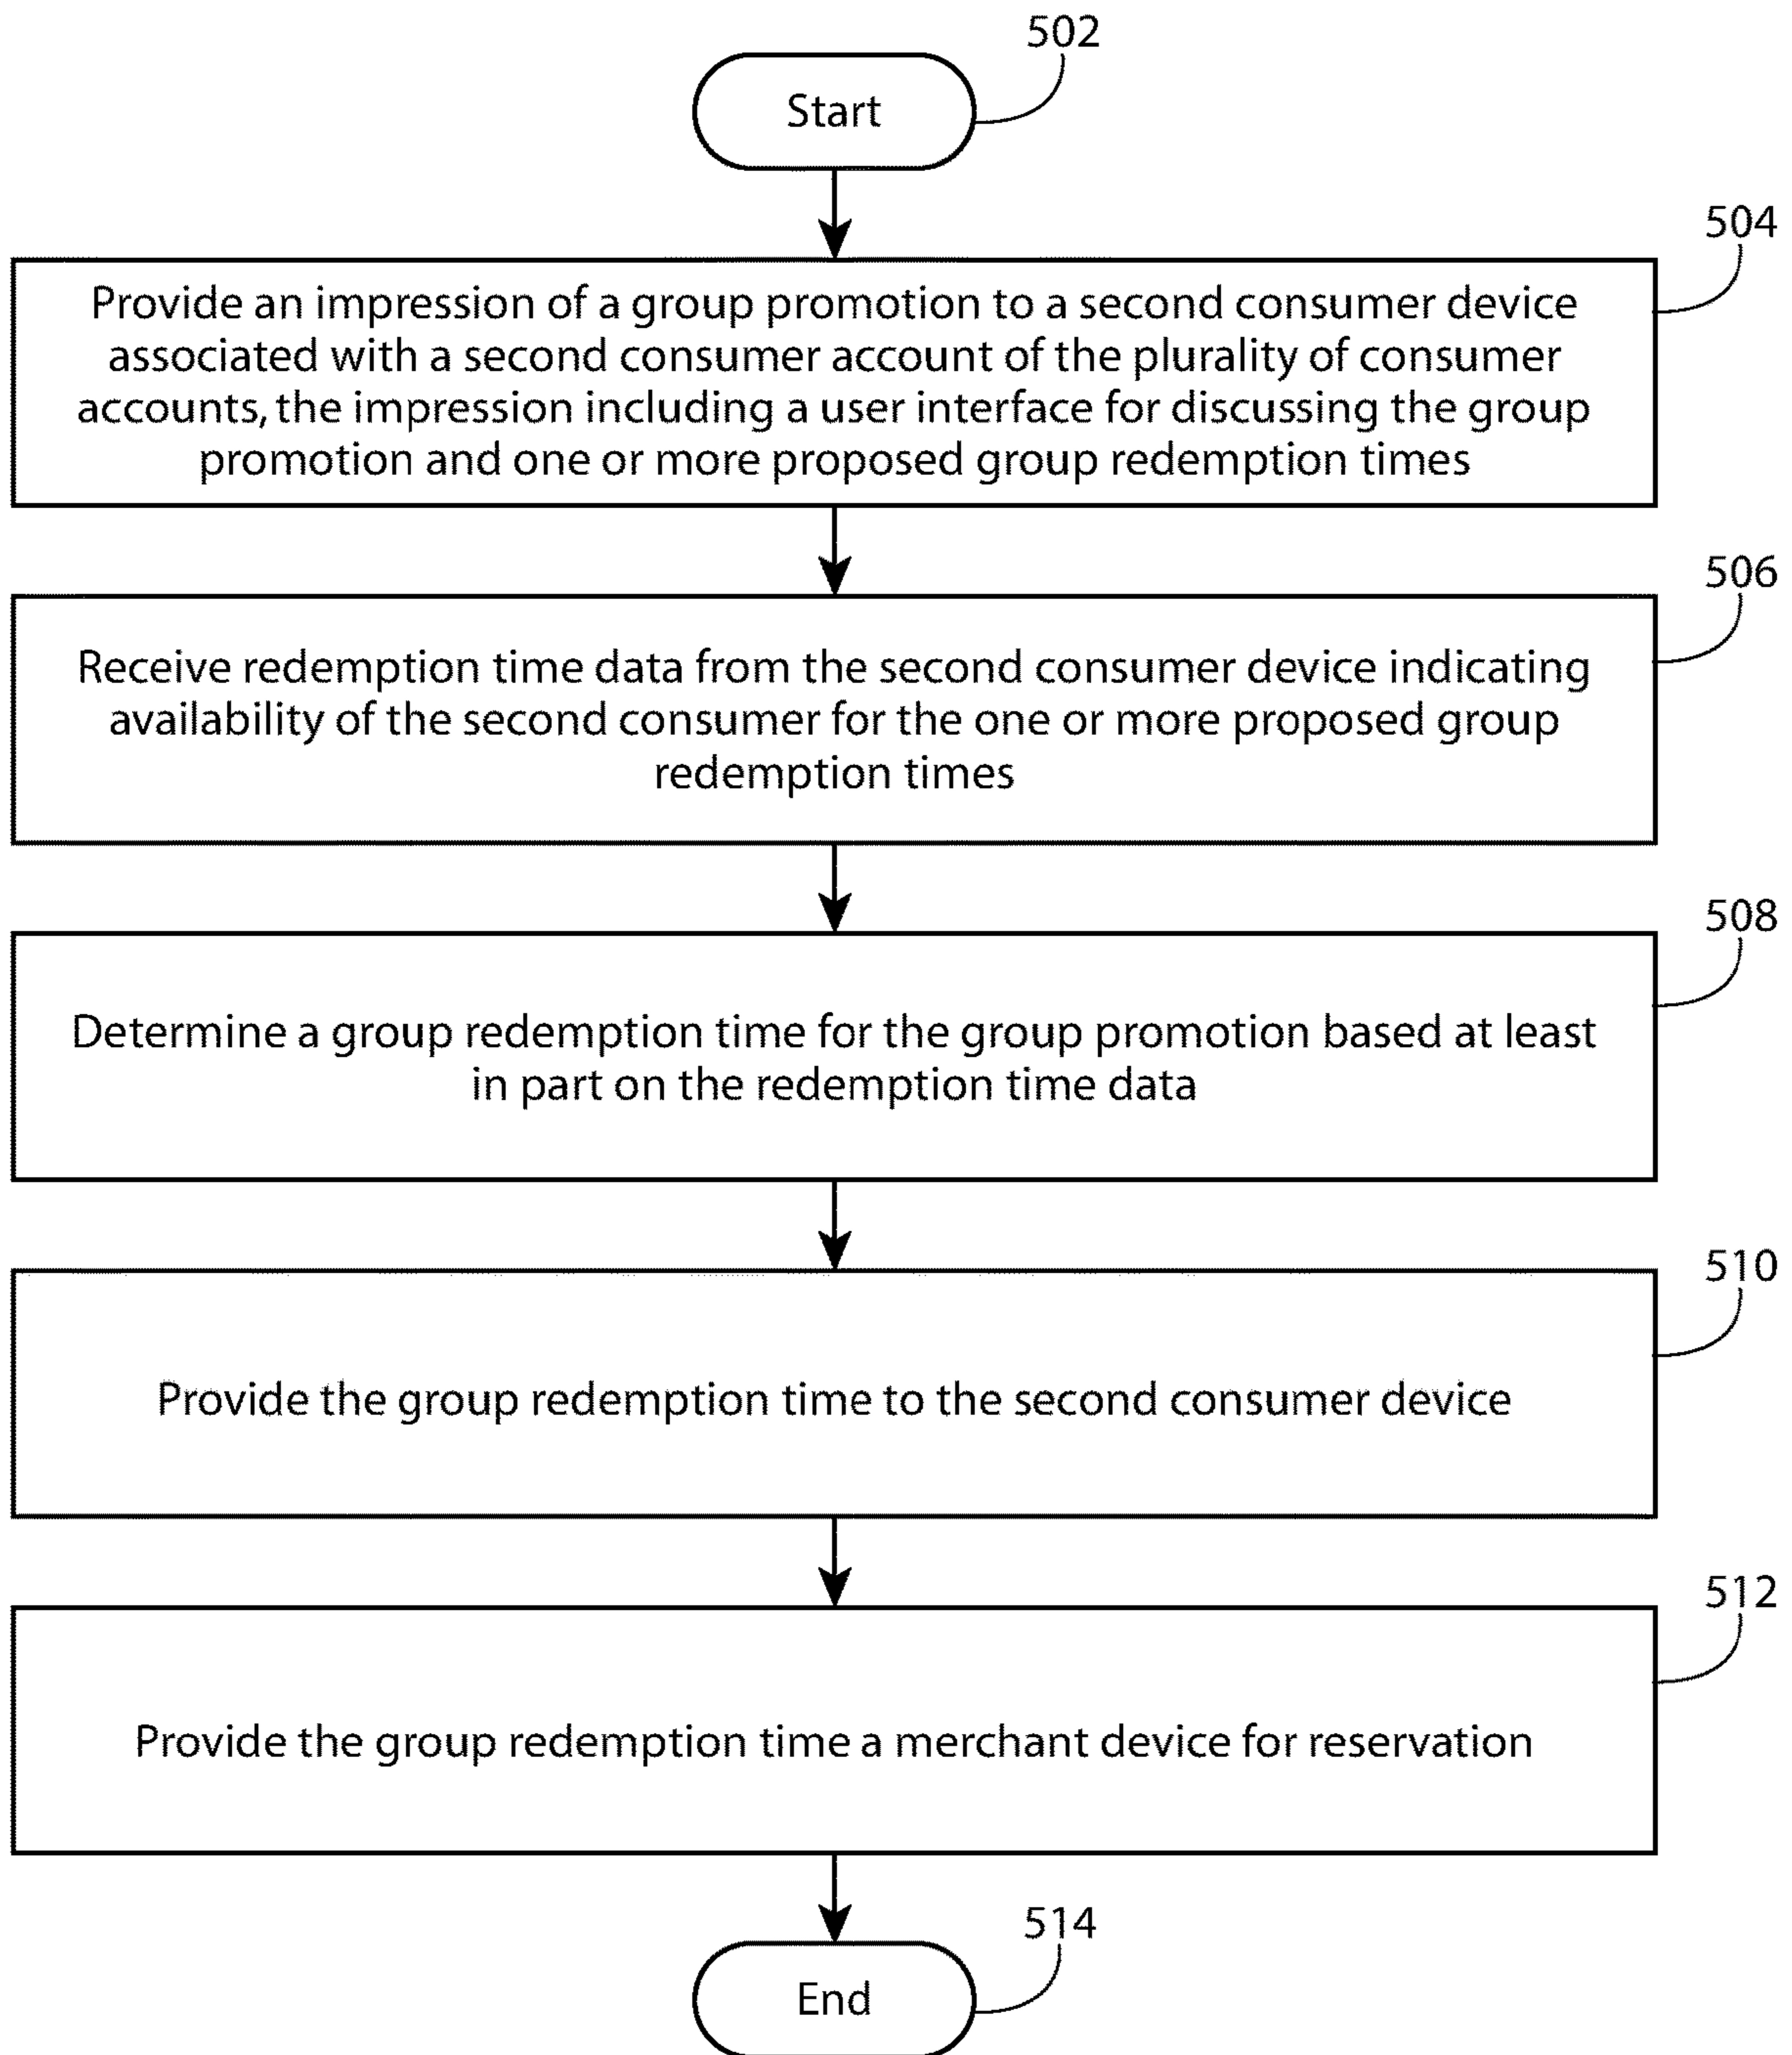 502
Start
504
Provide an impression of a group promotion to a second consumer device
associated with a second consumer account of the plurality of consumer
accounts, the impression including a user interface for discussing the group
promotion and one or more proposed group redemption times
506
Receive redemption time data from the second consumer device indicating
availability of the second consumer for the one or more proposed group
redemption times
508
Determine a group redemption time for the group promotion based at least
in part on the redemption time data
510
Provide the group redemption time to the second consumer device
512
Provide the group redemption time a merchant device for reservation
514
End